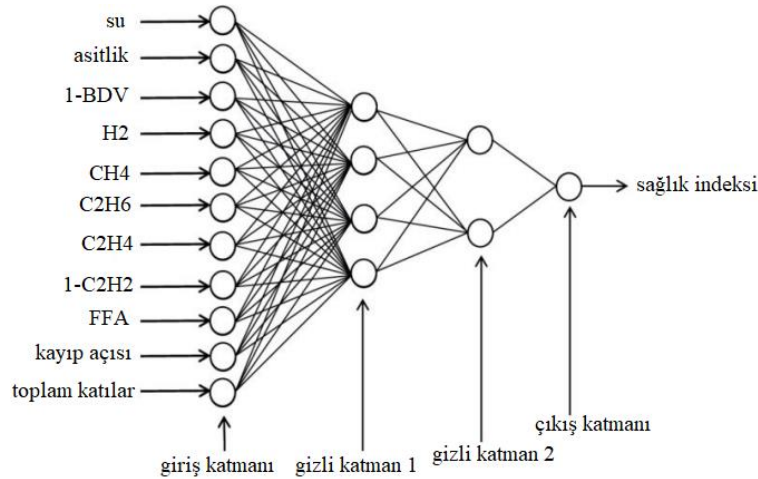 su
asitlik
1-BDV
H2
CH4
C2H6
C2H4
1-C2H2
FFA
kayıp açısı
toplam katılar
sağlık indeksi
giriş katmanı
gizli katman 1
gizli katman 2
çıkış katmanı